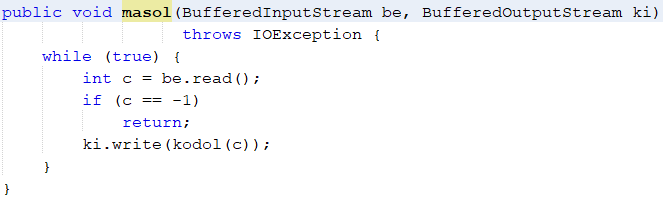 public void masol(BufferedInputStream be, BufferedOutputStream ki)
                  throws IOException {
    while (true) {
        int c = be.read();
        if (c == -1)
            return;
        ki.write(kodol(c));
    }
}